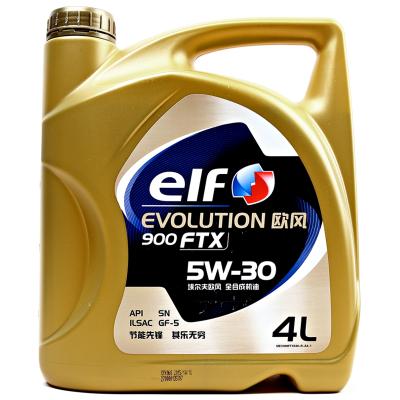 elf
EVOLUTION 欧风
900 FTX
5W-30
埃尔夫欧风 全合成机油
API SN
ILSAC GF-5
节能先锋 其乐无穷
4L